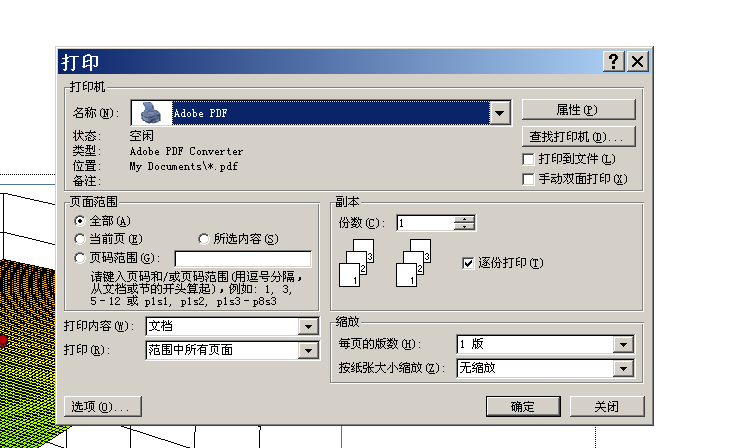 打印
打印机
名称(N):
Adobe PDF
属性(P)
状态: 空闲
查找打印机(D)...
类型: Adobe PDF Converter
打印到文件(L)
位置: My Documents\*.pdf
备注:
手动双面打印(X)
页面范围
全部(A)
当前页(E)
所选内容(S)
页码范围(G):
请键入页码和/或页码范围(用逗号分隔,
从文档或节的开头算起),例如: 1, 3,
5-12 或 p1s1, p1s2, p1s3-p8s3
副本
份数(C): 1
1 2 3
1 2 3
逐份打印(T)
打印内容(W): 文档
打印(R): 范围中所有页面
缩放
每页的版数(H): 1 版
按纸张大小缩放(Z): 无缩放
选项(O)...
确定
关闭